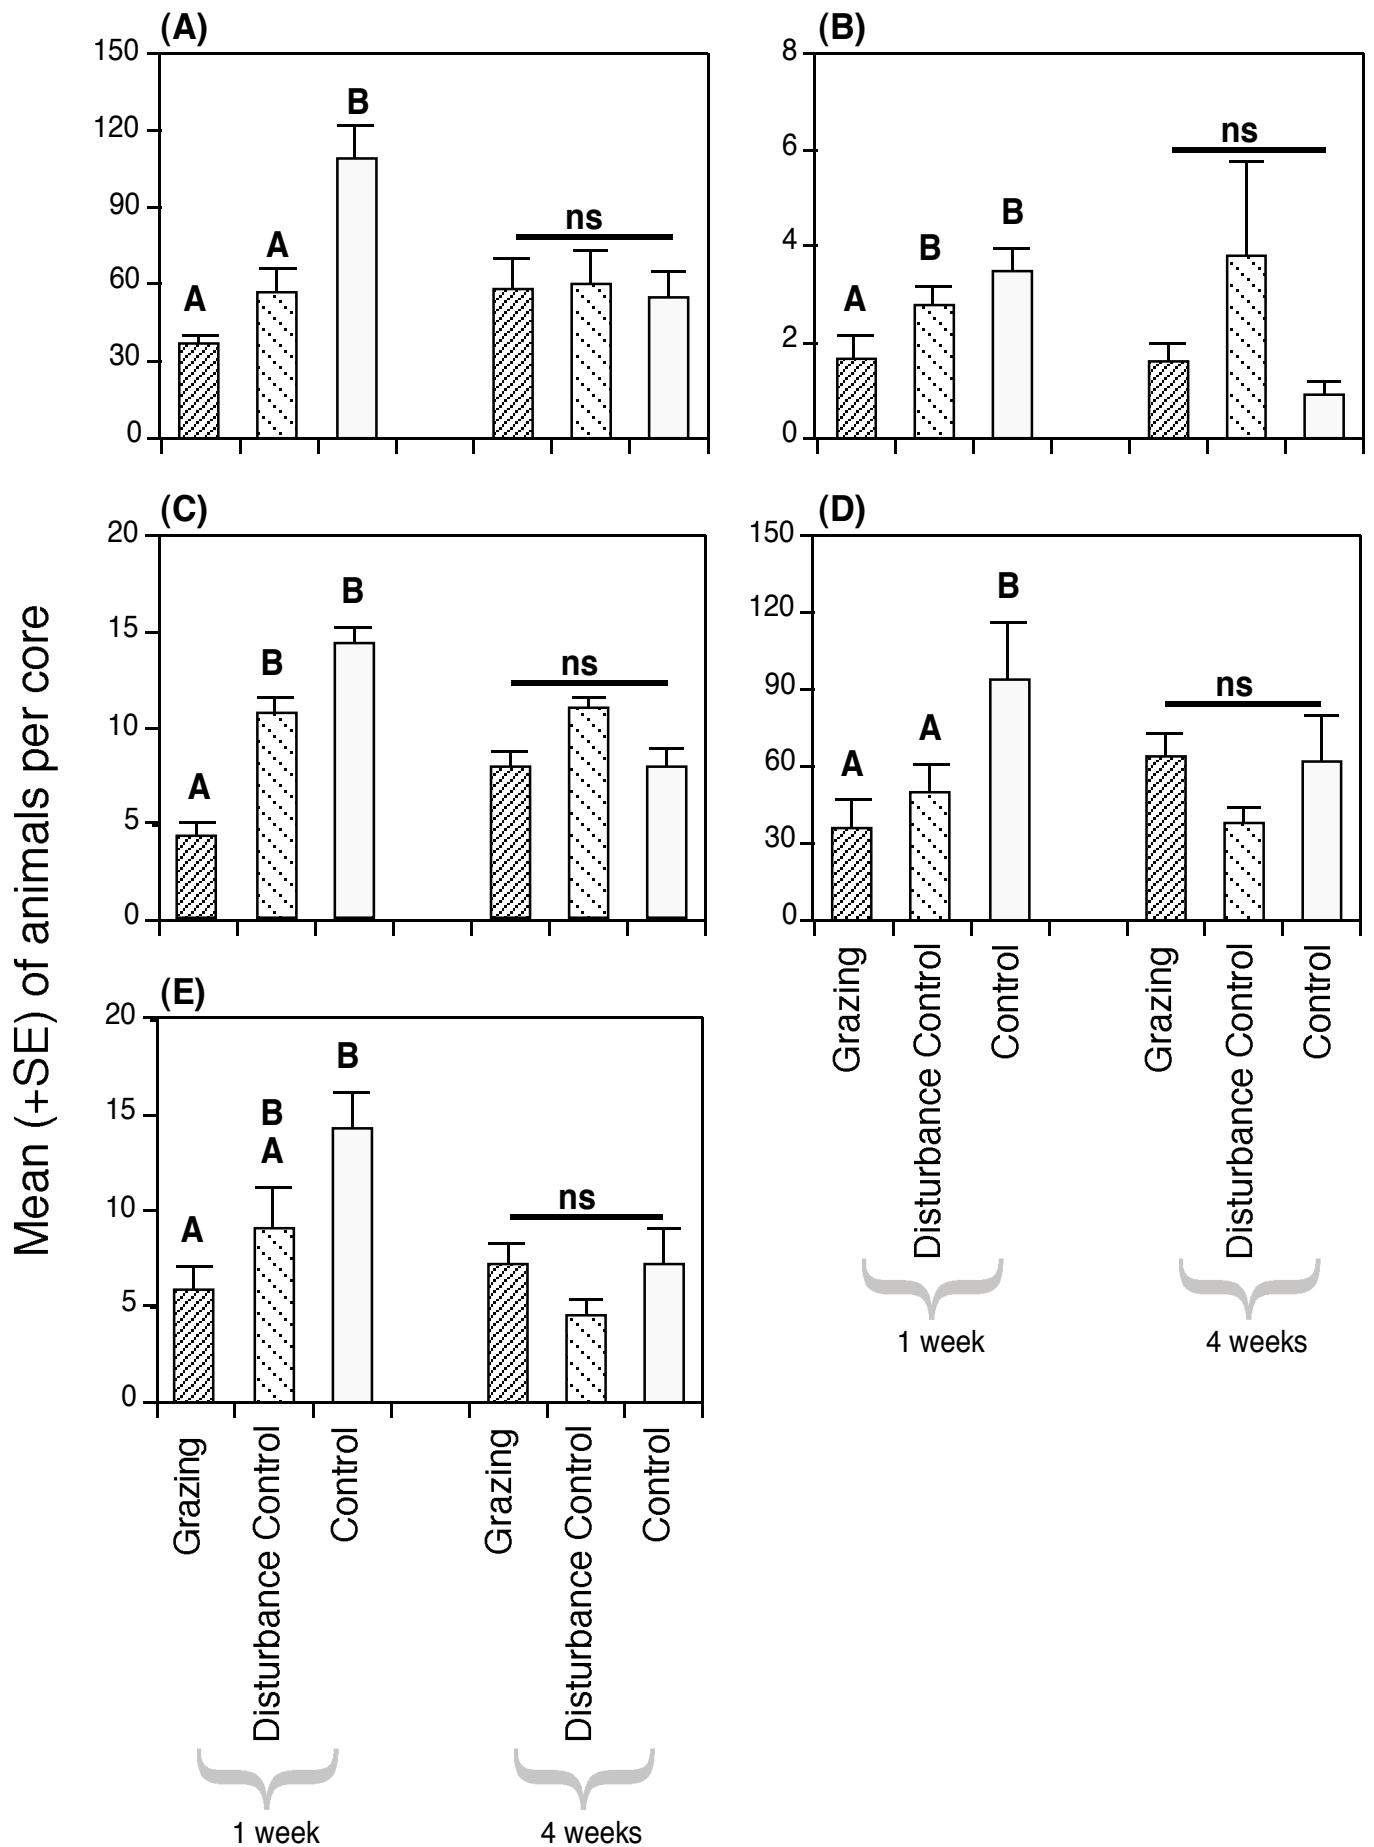 Mean (+SE) of animals per core
(A)
150
120
90
60
30
0
A
A
B
ns
(B)
8
6
4
2
0
A
B
B
ns
(C)
20
15
10
5
0
A
B
B
ns
(D)
150
120
90
60
30
0
A
A
B
ns
Grazing
Disturbance Control
Control
Grazing
Disturbance Control
Control
1 week
4 weeks
(E)
20
15
10
5
0
A
B
A
B
ns
Grazing
Disturbance Control
Control
Grazing
Disturbance Control
Control
1 week
4 weeks